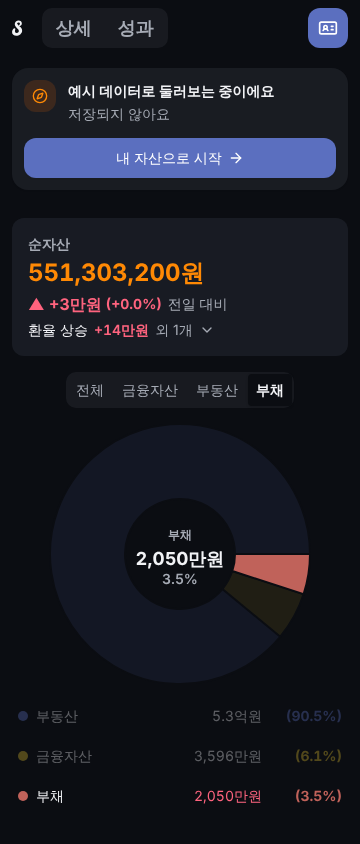 상세 성과
예시 데이터로 둘러보는 중이에요
저장되지 않아요
내 자산으로 시작 →
순자산
551,303,200원
▲ +3만원 (+0.0%) 전일 대비
환율 상승 +14만원 외 1개
전체 금융자산 부동산 부채
부채
2,050만원
3.5%
부동산 5.3억원 (90.5%)
금융자산 3,596만원 (6.1%)
부채 2,050만원 (3.5%)